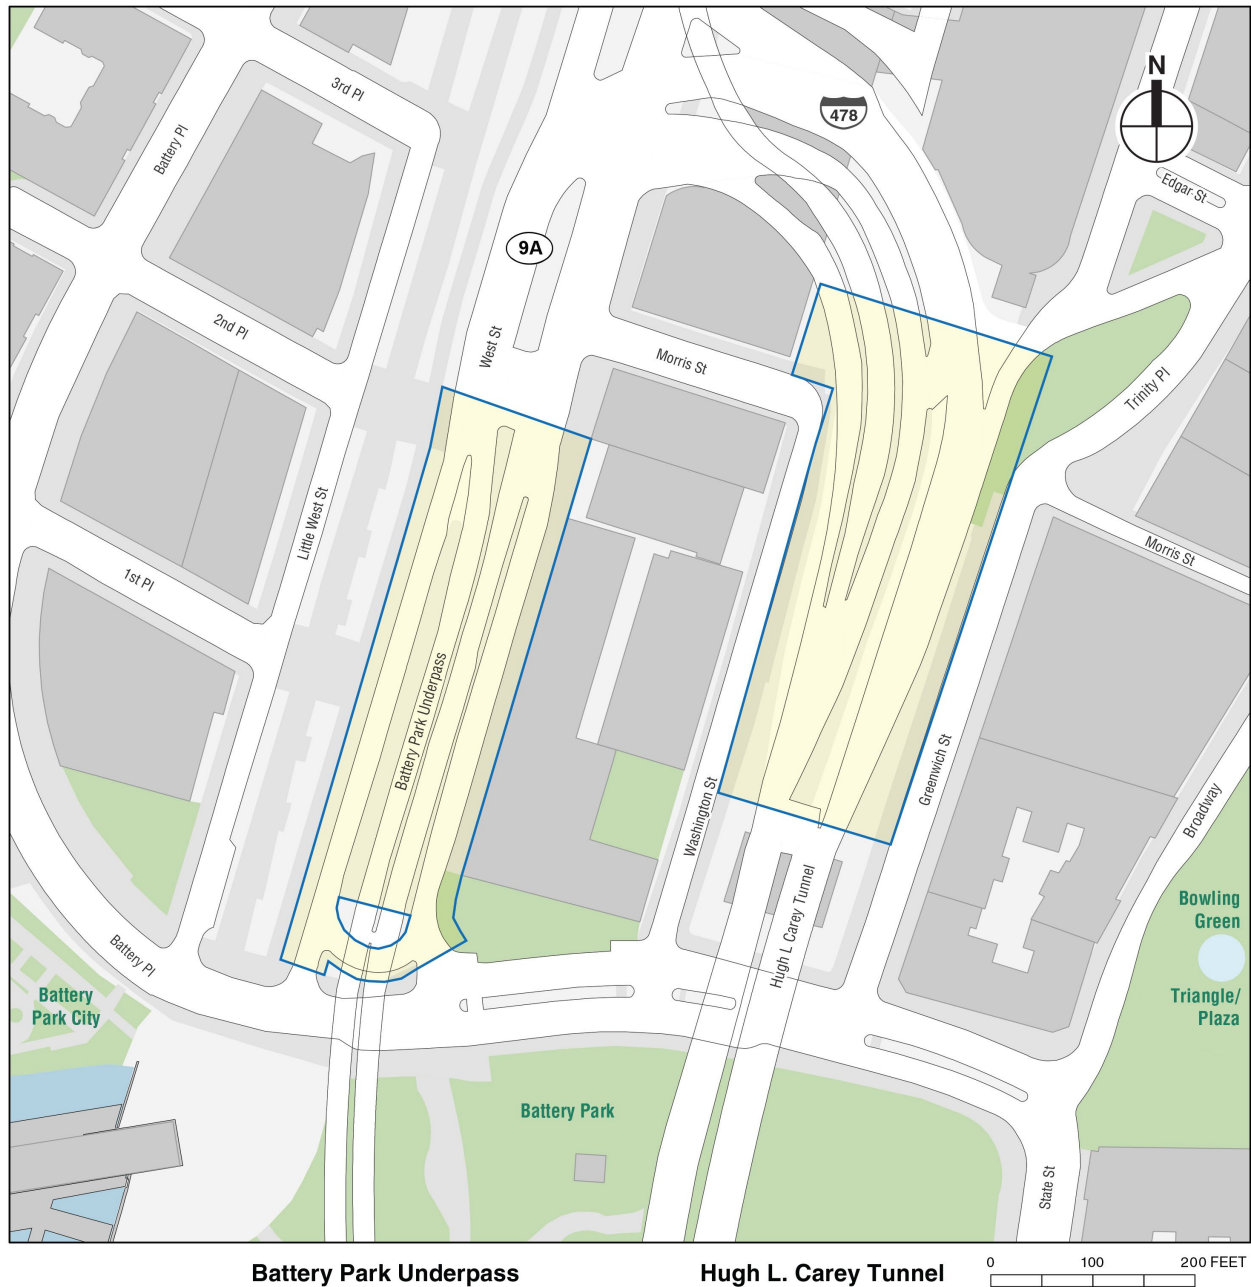 3rd Pl
N
478
Battery Pl
Edgar St
9A
2nd Pl
West St
Morris St
Trinity Pl
Little West St
Morris St
1st Pl
Battery Park Underpass
Greenwich St
Washington St
Broadway
Hugh L Carey Tunnel
Bowling
Green
Battery Pl
Battery
Park City
Triangle/
Plaza
Battery Park
State St
Battery Park Underpass
Hugh L. Carey Tunnel
0 100 200 FEET